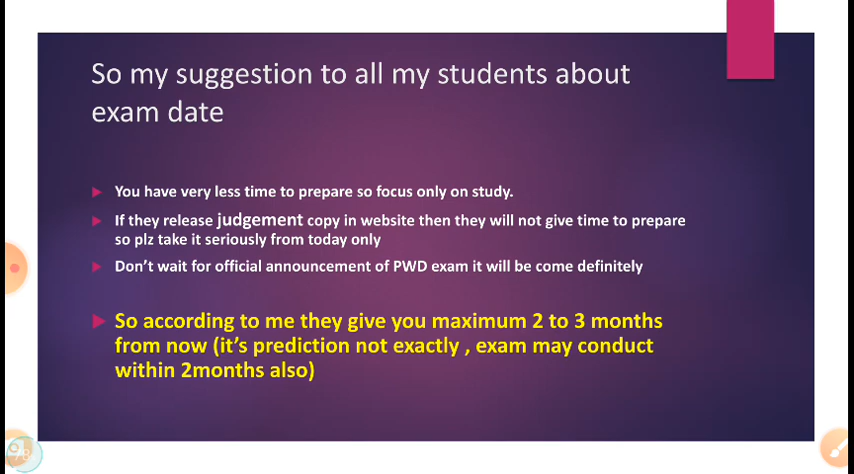 So my suggestion to all my students about
exam date
You have very less time to prepare so focus only on study.
If they release judgement copy in website then they will not give time to prepare
so plz take it seriously from today only
Don't wait for official announcement of PWD exam it will be come definitely
So according to me they give you maximum 2 to 3 months
from now (it's prediction not exactly , exam may conduct
within 2months also)